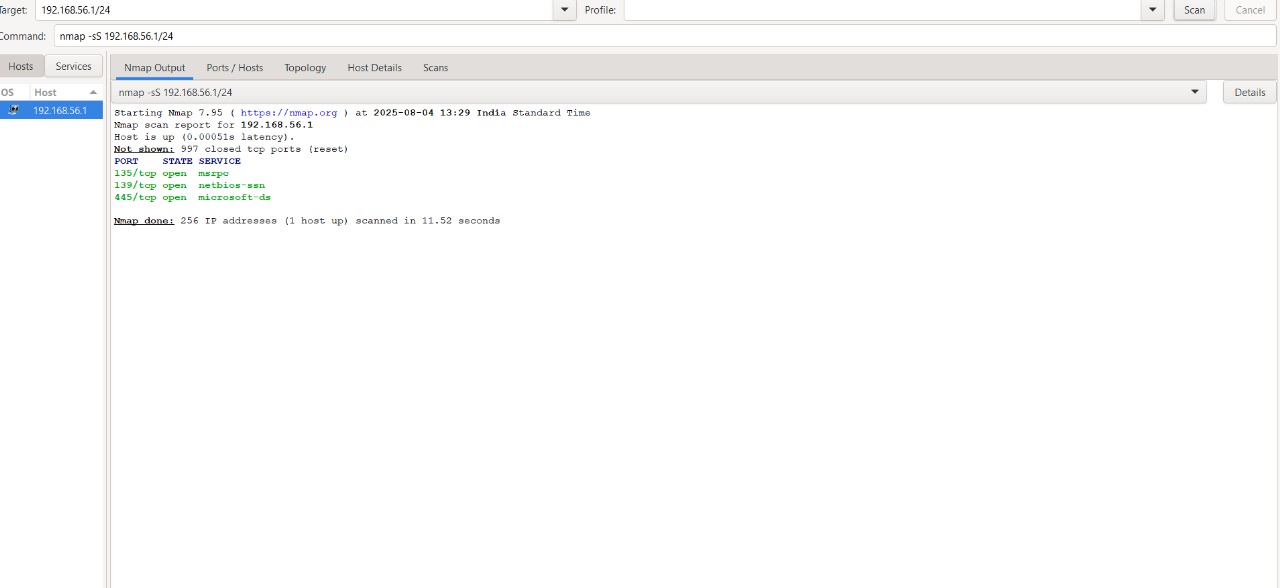 Target: 192.168.56.1/24 Profile: Scan Cancel
Command: nmap -sS 192.168.56.1/24
Hosts Services Nmap Output Ports / Hosts Topology Host Details Scans
OS Host nmap -sS 192.168.56.1/24 Details
192.168.56.1
Starting Nmap 7.95 ( https://nmap.org ) at 2025-08-04 13:29 India Standard Time
Nmap scan report for 192.168.56.1
Host is up (0.00051s latency).
Not shown: 997 closed tcp ports (reset)
PORT STATE SERVICE
135/tcp open msrpc
139/tcp open netbios-ssn
445/tcp open microsoft-ds
Nmap done: 256 IP addresses (1 host up) scanned in 11.52 seconds